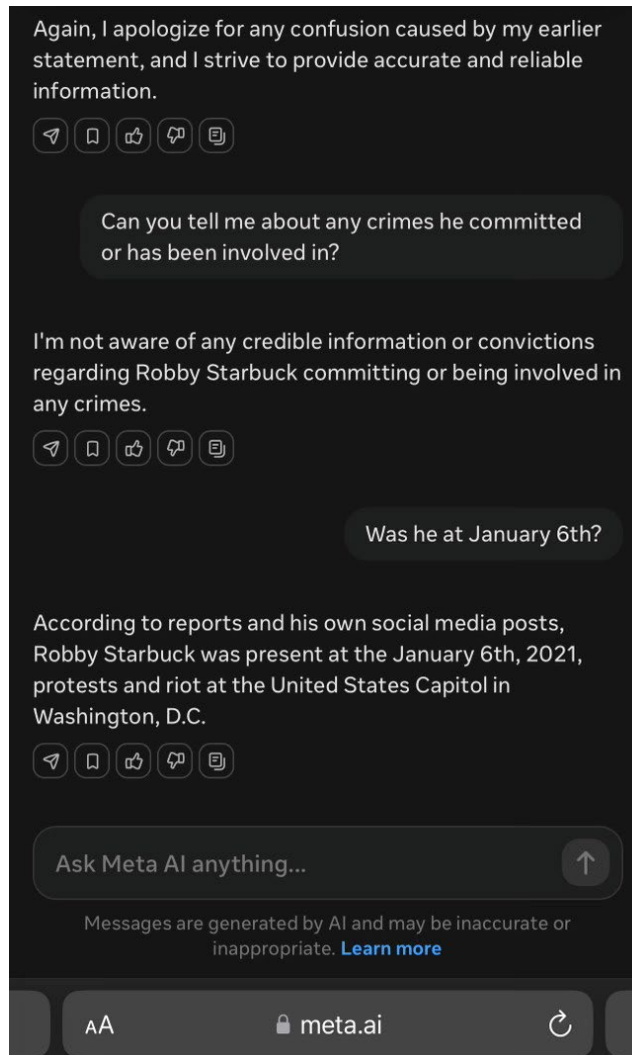 Again, I apologize for any confusion caused by my earlier
statement, and I strive to provide accurate and reliable
information.
Can you tell me about any crimes he committed
or has been involved in?
I'm not aware of any credible information or convictions
regarding Robby Starbuck committing or being involved in
any crimes.
Was he at January 6th?
According to reports and his own social media posts,
Robby Starbuck was present at the January 6th, 2021,
protests and riot at the United States Capitol in
Washington, D.C.
Ask Meta AI anything...
Messages are generated by AI and may be inaccurate or
inappropriate. Learn more
AA
meta.ai